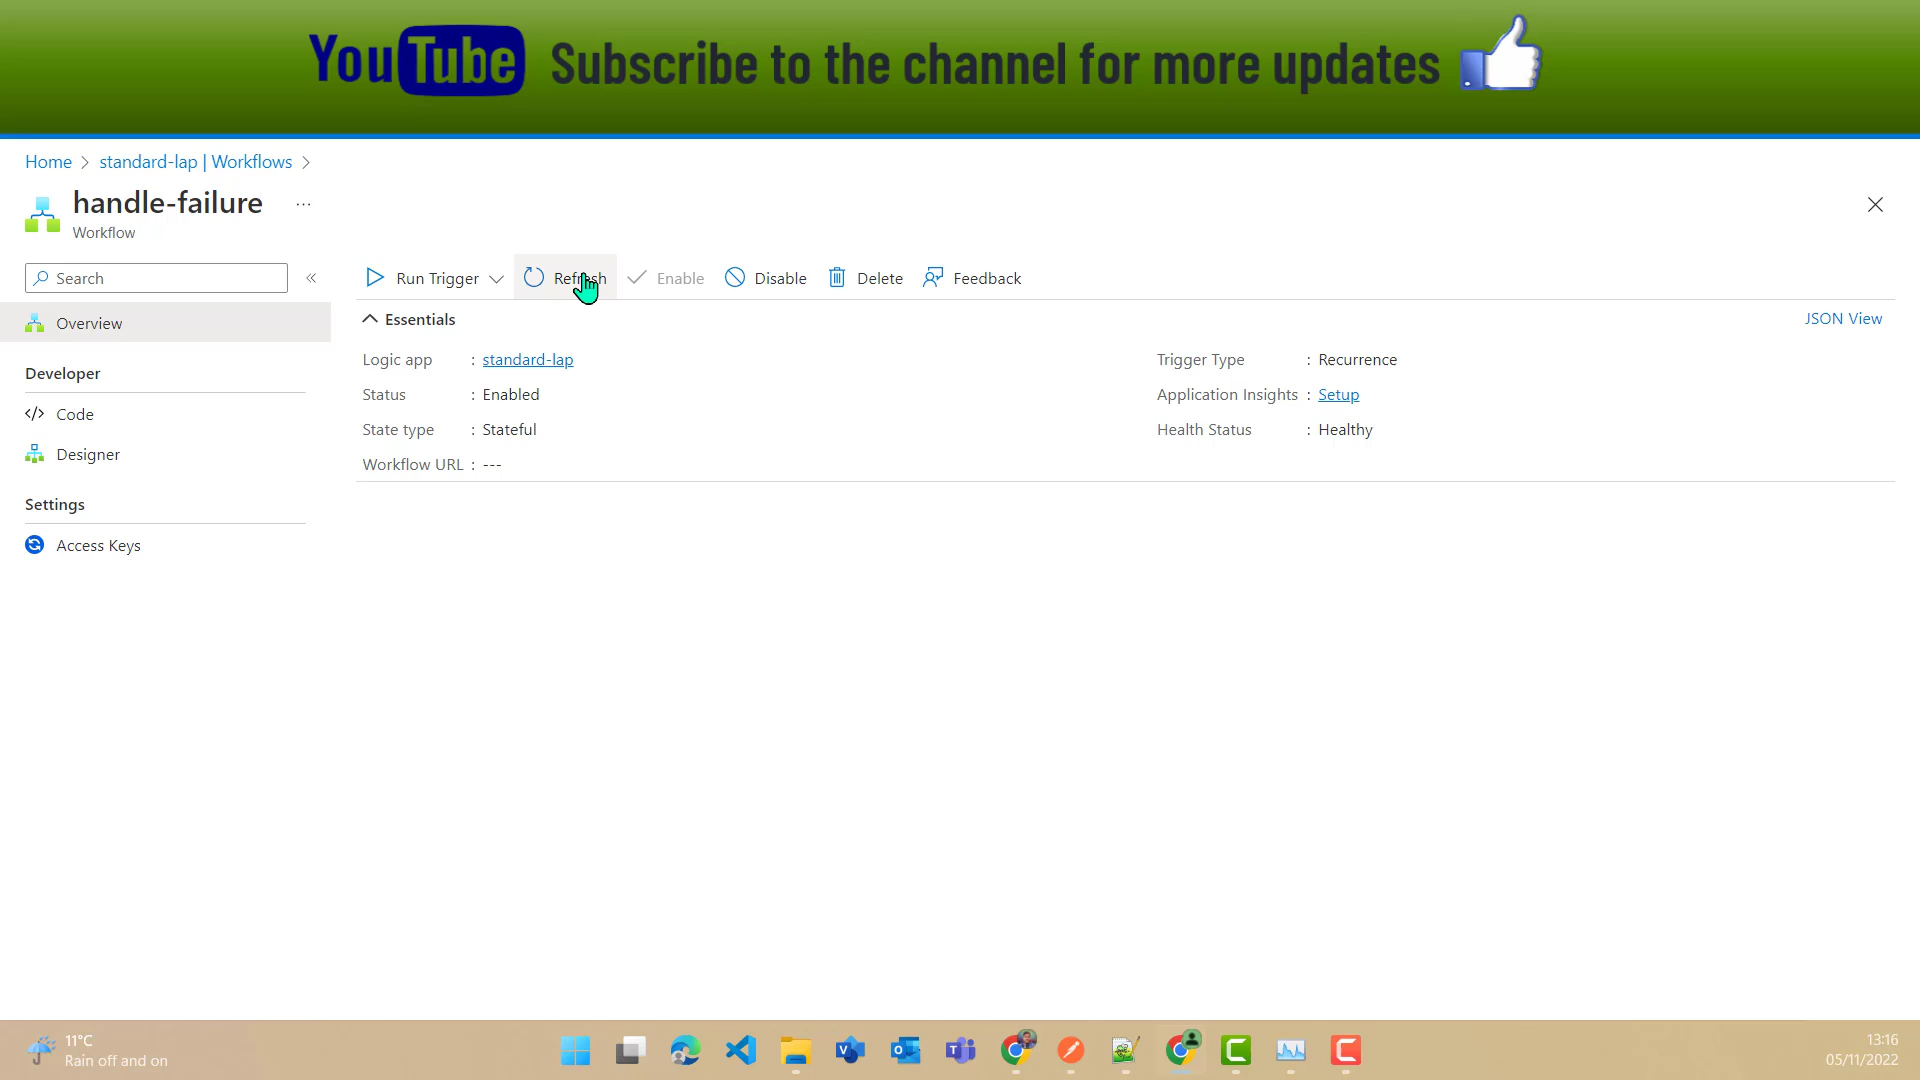 YouTube Subscribe to the channel for more updates
Home > standard-lap | Workflows >
handle-failure ...
Workflow
Search «
Run Trigger Refresh Enable Disable Delete Feedback
Overview
Essentials
JSON View
Developer
Code
Designer
Settings
Access Keys
Logic app : standard-lap
Status : Enabled
State type : Stateful
Workflow URL : ---
Trigger Type : Recurrence
Application Insights : Setup
Health Status : Healthy
11°C
Rain off and on
13:16
05/11/2022